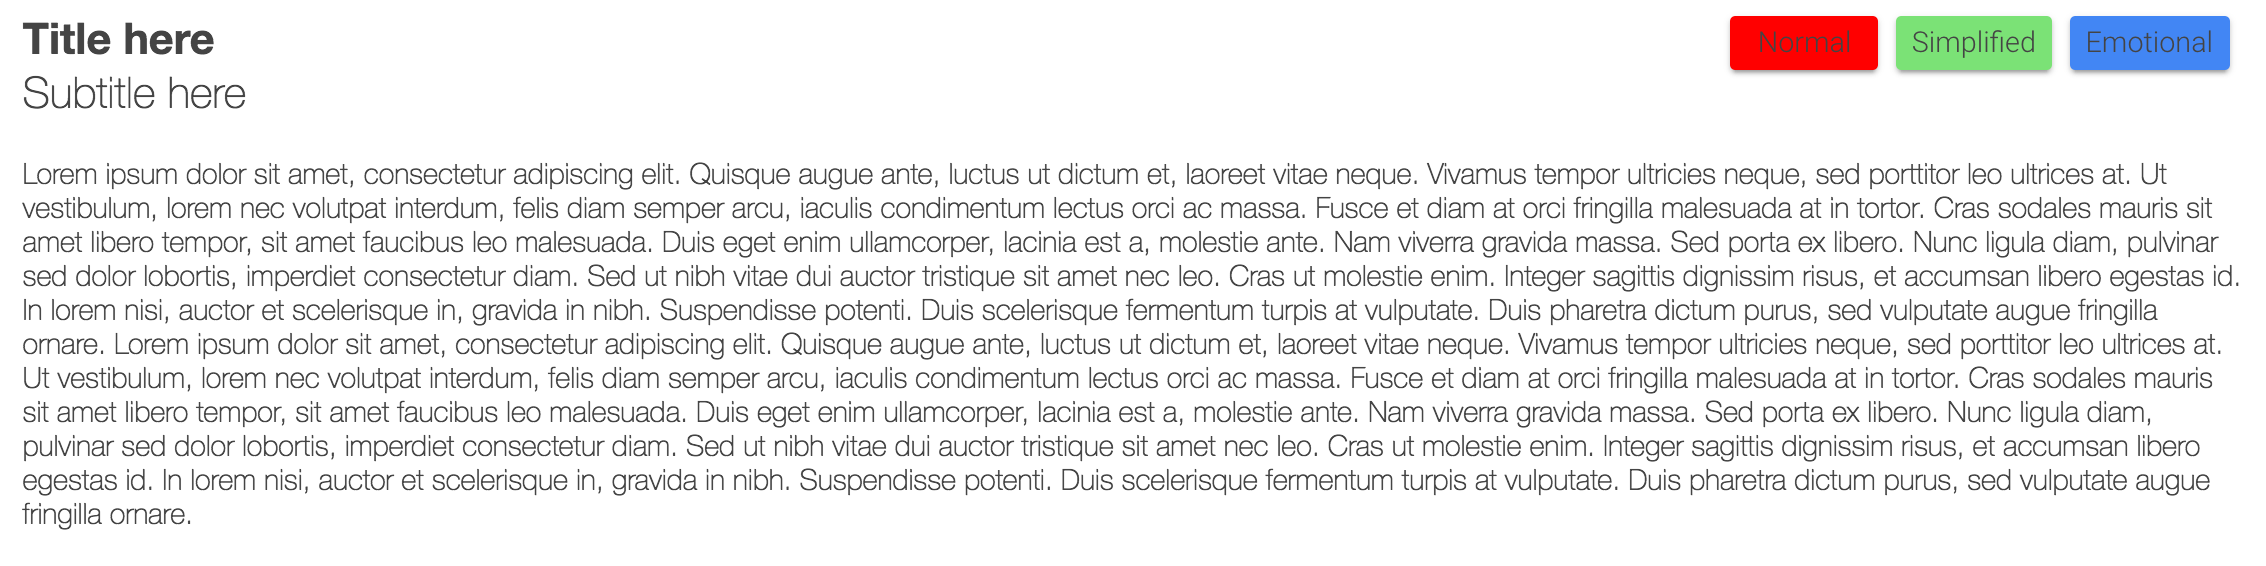 Title here
Normal Simplified Emotional
Subtitle here
Lorem ipsum dolor sit amet, consectetur adipiscing elit. Quisque augue ante, luctus ut dictum et, laoreet vitae neque. Vivamus tempor ultricies neque, sed porttitor leo ultrices at. Ut
vestibulum, lorem nec volutpat interdum, felis diam semper arcu, iaculis condimentum lectus orci ac massa. Fusce et diam at orci fringilla malesuada at in tortor. Cras sodales mauris sit
amet libero tempor, sit amet faucibus leo malesuada. Duis eget enim ullamcorper, lacinia est a, molestie ante. Nam viverra gravida massa. Sed porta ex libero. Nunc ligula diam, pulvinar
sed dolor lobortis, imperdiet consectetur diam. Sed ut nibh vitae dui auctor tristique sit amet nec leo. Cras ut molestie enim. Integer sagittis dignissim risus, et accumsan libero egestas id.
In lorem nisi, auctor et scelerisque in, gravida in nibh. Suspendisse potenti. Duis scelerisque fermentum turpis at vulputate. Duis pharetra dictum purus, sed vulputate augue fringilla
ornare. Lorem ipsum dolor sit amet, consectetur adipiscing elit. Quisque augue ante, luctus ut dictum et, laoreet vitae neque. Vivamus tempor ultricies neque, sed porttitor leo ultrices at.
Ut vestibulum, lorem nec volutpat interdum, felis diam semper arcu, iaculis condimentum lectus orci ac massa. Fusce et diam at orci fringilla malesuada at in tortor. Cras sodales mauris
sit amet libero tempor, sit amet faucibus leo malesuada. Duis eget enim ullamcorper, lacinia est a, molestie ante. Nam viverra gravida massa. Sed porta ex libero. Nunc ligula diam,
pulvinar sed dolor lobortis, imperdiet consectetur diam. Sed ut nibh vitae dui auctor tristique sit amet nec leo. Cras ut molestie enim. Integer sagittis dignissim risus, et accumsan libero
egestas id. In lorem nisi, auctor et scelerisque in, gravida in nibh. Suspendisse potenti. Duis scelerisque fermentum turpis at vulputate. Duis pharetra dictum purus, sed vulputate augue
fringilla ornare.